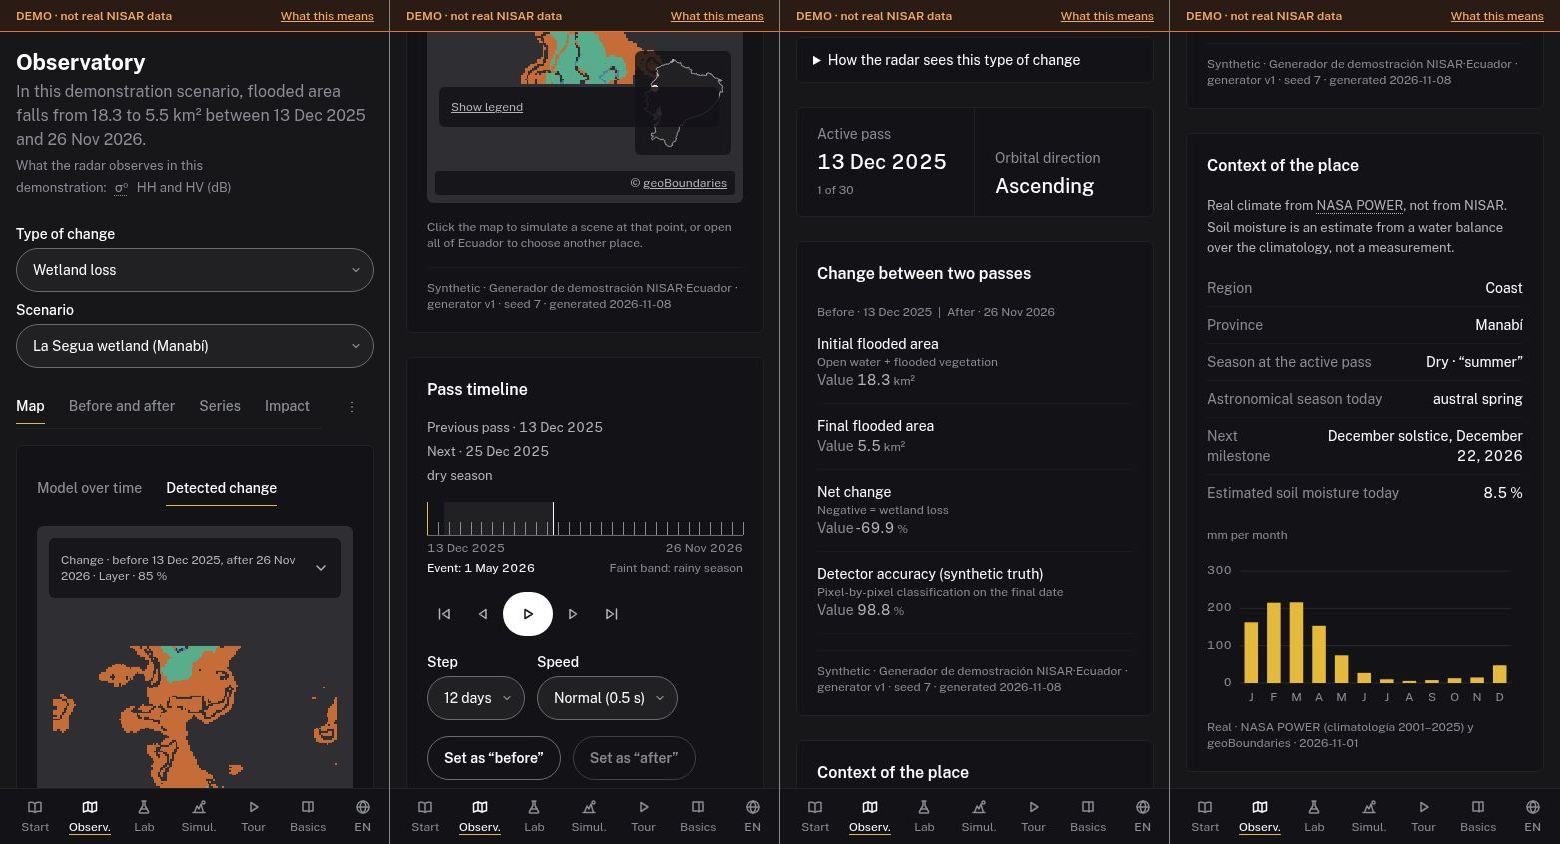 DEMO · not real NISAR data
What this means
Observatory
In this demonstration scenario, flooded area
falls from 18.3 to 5.5 km² between 13 Dec 2025
and 26 Nov 2026.
What the radar observes in this
demonstration: σ⁰ HH and HV (dB)
Type of change
Wetland loss
Scenario
La Segua wetland (Manabí)
Map
Before and after
Series
Impact
Model over time
Detected change
Change · before 13 Dec 2025, after 26 Nov
2026 · Layer · 85 %
Start
Observ.
Lab
Simul.
Tour
Basics
EN
DEMO · not real NISAR data
What this means
Show legend
© geoBoundaries
Click the map to simulate a scene at that point, or open
all of Ecuador to choose another place.
Synthetic · Generador de demostración NISAR·Ecuador ·
generator v1 · seed 7 · generated 2026-11-08
Pass timeline
Previous pass · 13 Dec 2025
Next · 25 Dec 2025
dry season
13 Dec 2025
26 Nov 2026
Event: 1 May 2026
Faint band: rainy season
Step
Speed
12 days
Normal (0.5 s)
Set as “before”
Set as “after”
Start
Observ.
Lab
Simul.
Tour
Basics
EN
DEMO · not real NISAR data
What this means
How the radar sees this type of change
Active pass
13 Dec 2025
1 of 30
Orbital direction
Ascending
Change between two passes
Before · 13 Dec 2025 | After · 26 Nov 2026
Initial flooded area
Open water + flooded vegetation
Value 18.3 km²
Final flooded area
Value 5.5 km²
Net change
Negative = wetland loss
Value -69.9 %
Detector accuracy (synthetic truth)
Pixel-by-pixel classification on the final date
Value 98.8 %
Synthetic · Generador de demostración NISAR·Ecuador ·
generator v1 · seed 7 · generated 2026-11-08
Context of the place
Start
Observ.
Lab
Simul.
Tour
Basics
EN
DEMO · not real NISAR data
What this means
Synthetic · Generador de demostración NISAR·Ecuador ·
generator v1 · seed 7 · generated 2026-11-08
Context of the place
Real climate from NASA POWER, not from NISAR.
Soil moisture is an estimate from a water balance
over the climatology, not a measurement.
Region
Coast
Province
Manabí
Season at the active pass
Dry · “summer”
Astronomical season today
austral spring
Next
milestone
December solstice, December
22, 2026
Estimated soil moisture today
8.5 %
mm per month
300
200
100
0
J F M A M J J A S O N D
Real · NASA POWER (climatología 2001–2025) y
geoBoundaries · 2026-11-01
Start
Observ.
Lab
Simul.
Tour
Basics
EN